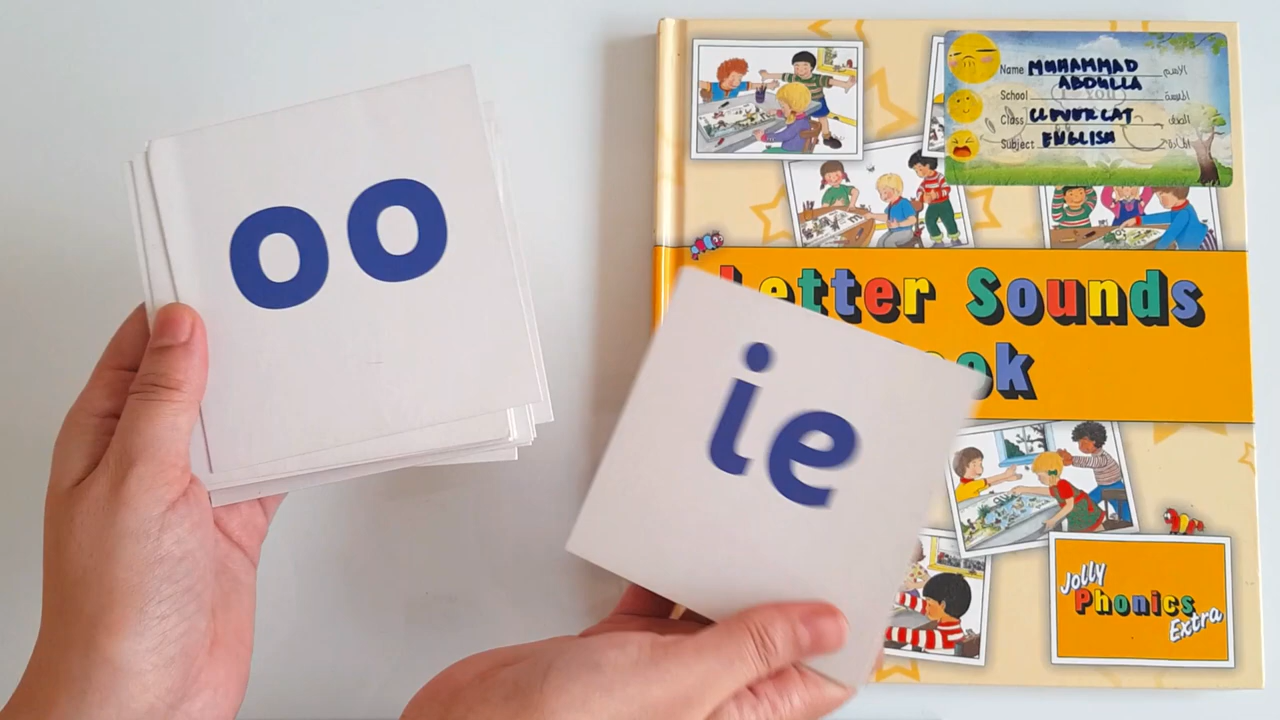 oo
ie
Name MUHAMMAD الاسم
ABDULLA
School المدرسة
Class CLEVER CAT الصف
Subject ENGLISH المادة
Letter Sounds
ook
Jolly
Phonics
Extra